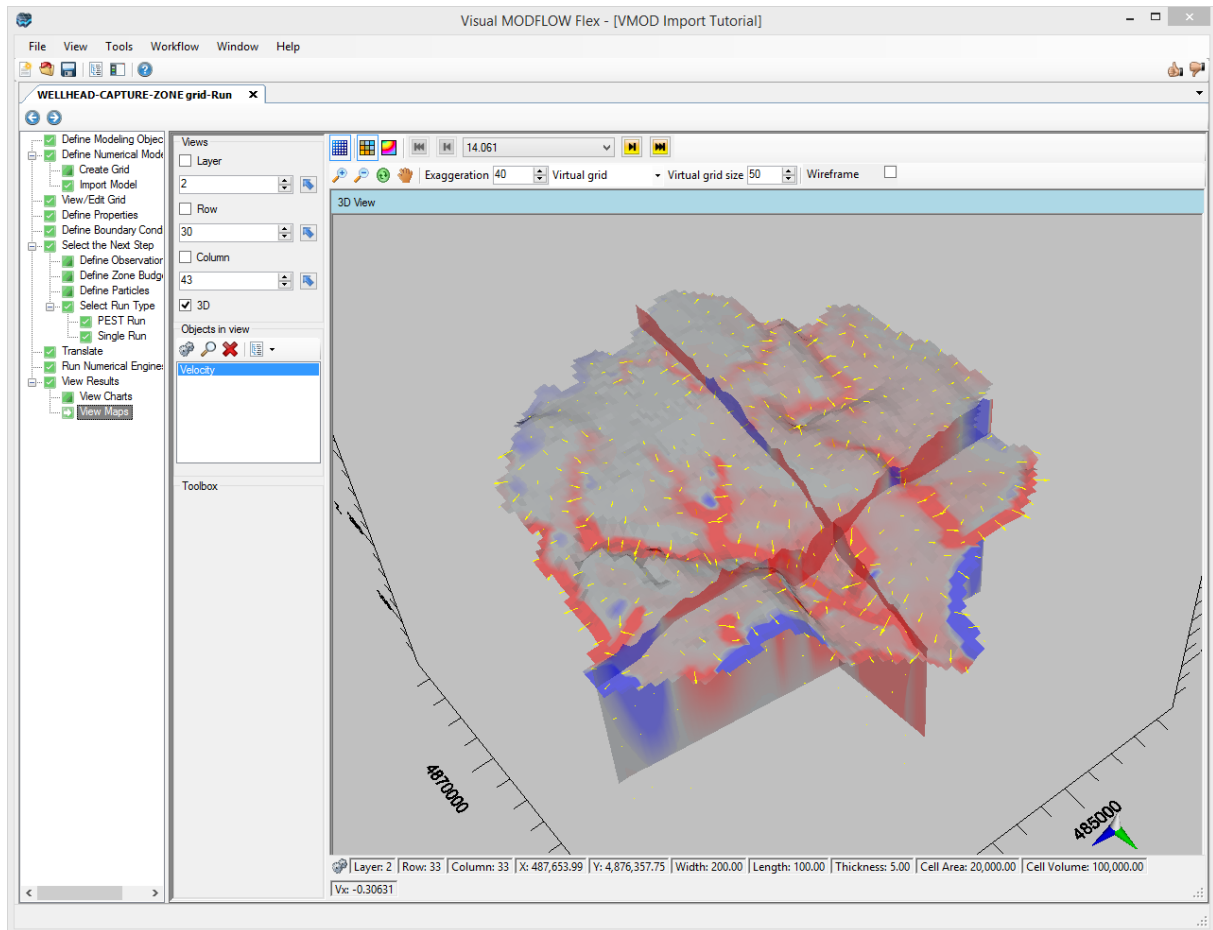 Visual MODFLOW Flex - [VMOD Import Tutorial]
File View Tools Workflow Window Help
WELLHEAD-CAPTURE-ZONE grid-Run X
Define Modeling Objec
Define Numerical Mode
Create Grid
Import Model
View/Edit Grid
Define Properties
Define Boundary Cond
Select the Next Step
Define Observation
Define Zone Budge
Define Particles
Select Run Type
PEST Run
Single Run
Translate
Run Numerical Engines
View Results
View Charts
View Maps
Views
Layer
2
Row
30
Column
43
3D
Objects in view
Velocity
Toolbox
14.061
Exaggeration 40 Virtual grid Virtual grid size 50 Wireframe
3D View
4870000
485000
Layer: 2 Row: 33 Column: 33 X: 487,653.99 Y: 4,876,357.75 Width: 200.00 Length: 100.00 Thickness: 5.00 Cell Area: 20,000.00 Cell Volume: 100,000.00
Vx: -0.30631